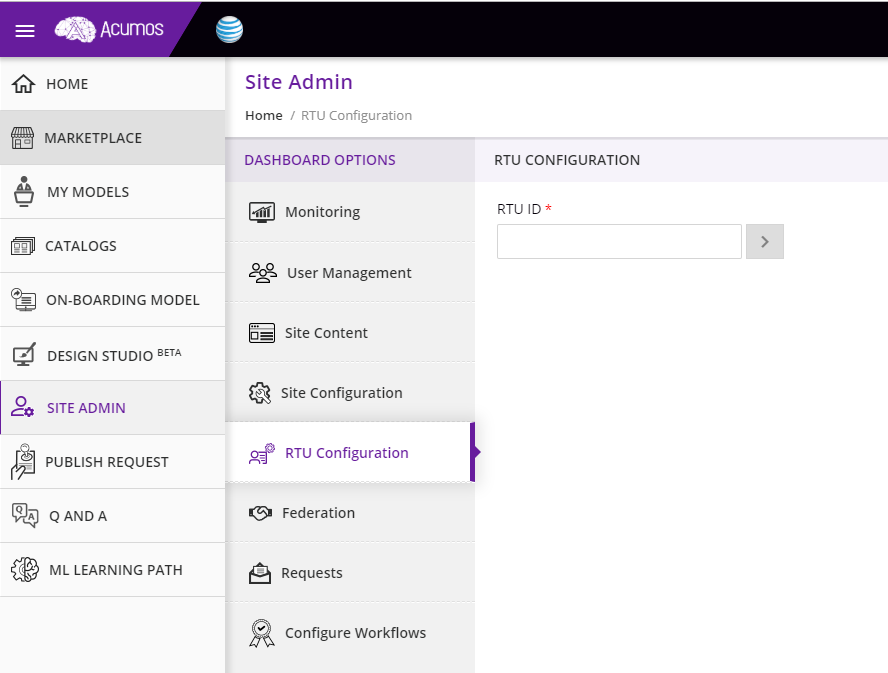 Acumos
HOME
MARKETPLACE
MY MODELS
CATALOGS
ON-BOARDING MODEL
DESIGN STUDIO BETA
SITE ADMIN
PUBLISH REQUEST
Q AND A
ML LEARNING PATH
Site Admin
Home / RTU Configuration
DASHBOARD OPTIONS
Monitoring
User Management
Site Content
Site Configuration
RTU Configuration
Federation
Requests
Configure Workflows
RTU CONFIGURATION
RTU ID *